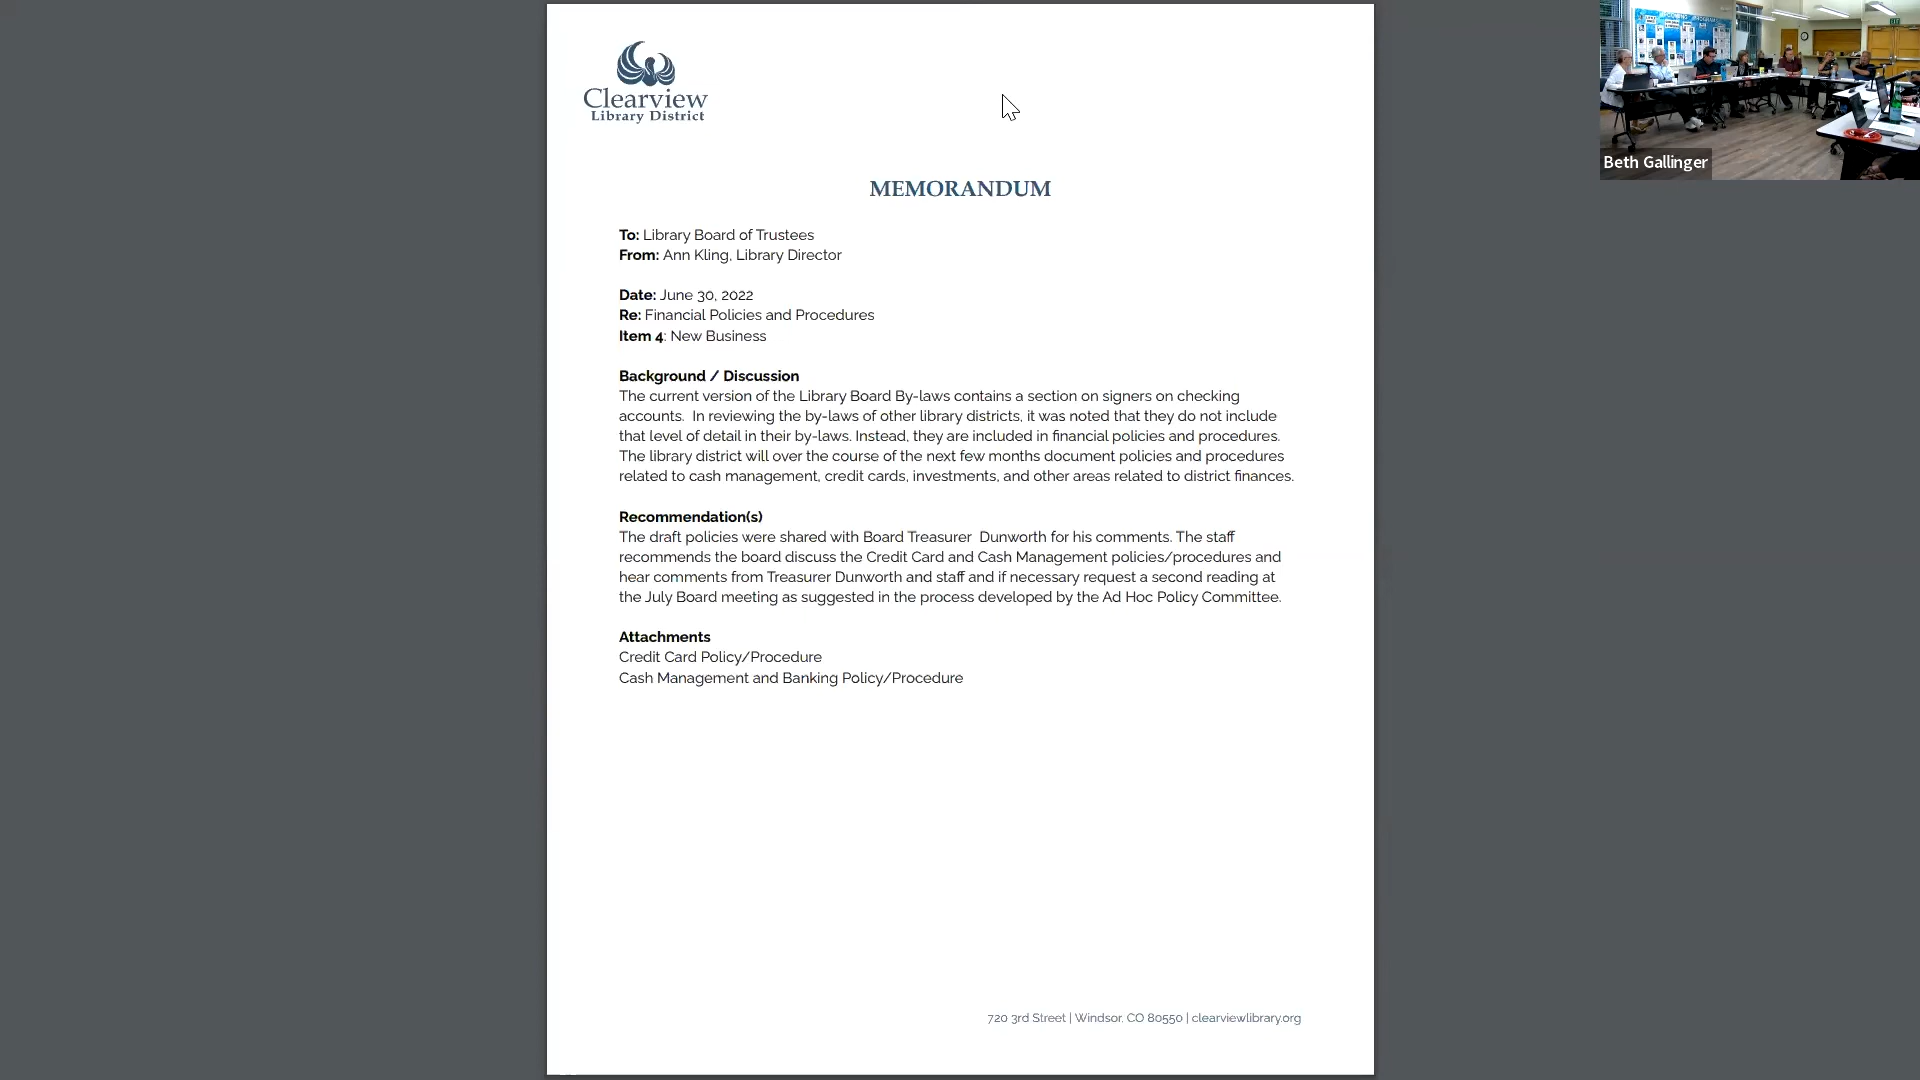 Clearview
Library District
MEMORANDUM
To: Library Board of Trustees
From: Ann Kling, Library Director
Date: June 30, 2022
Re: Financial Policies and Procedures
Item 4: New Business
Background / Discussion
The current version of the Library Board By-laws contains a section on signers on checking
accounts.  In reviewing the by-laws of other library districts, it was noted that they do not include
that level of detail in their by-laws. Instead, they are included in financial policies and procedures.
The library district will over the course of the next few months document policies and procedures
related to cash management, credit cards, investments, and other areas related to district finances.
Recommendation(s)
The draft policies were shared with Board Treasurer  Dunworth for his comments. The staff
recommends the board discuss the Credit Card and Cash Management policies/procedures and
hear comments from Treasurer Dunworth and staff and if necessary request a second reading at
the July Board meeting as suggested in the process developed by the Ad Hoc Policy Committee.
Attachments
Credit Card Policy/Procedure
Cash Management and Banking Policy/Procedure
720 3rd Street | Windsor, CO 80550 | clearviewlibrary.org
Beth Gallinger